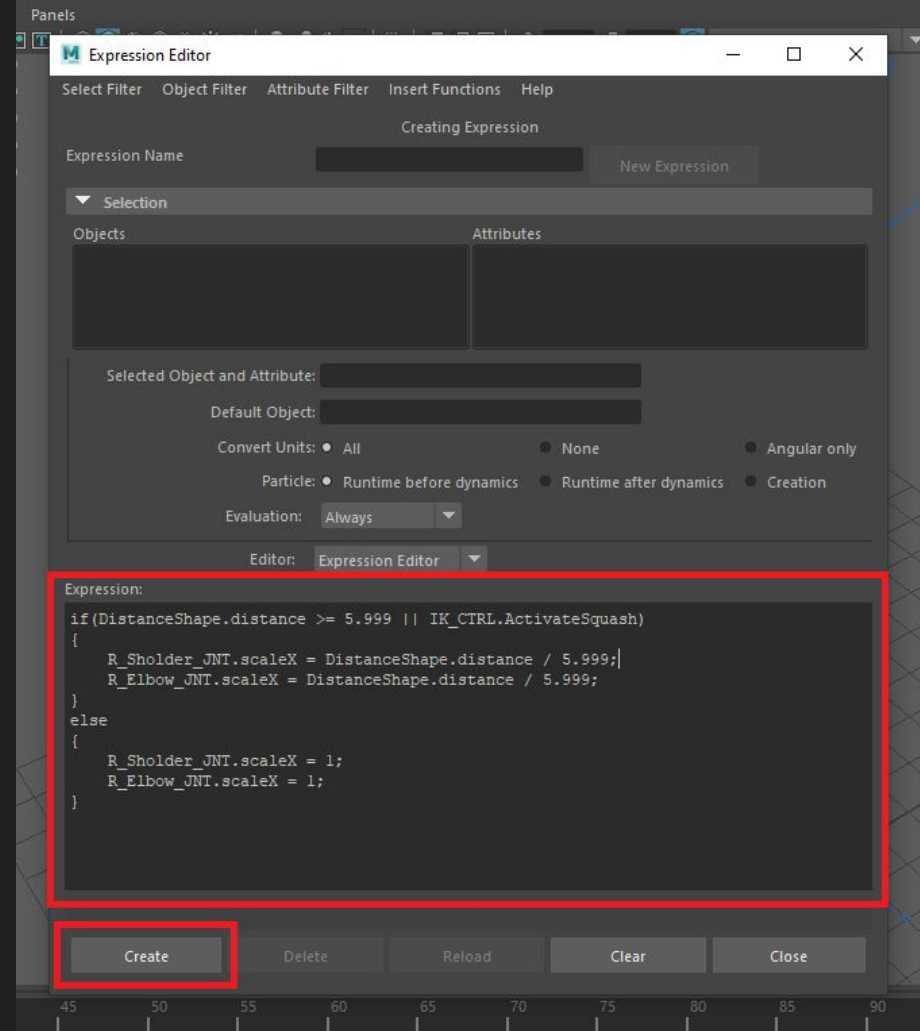 Panels
T
M Expression Editor
Select Filter Object Filter Attribute Filter Insert Functions Help
Creating Expression
Expression Name
New Expression
Selection
Objects Attributes
Selected Object and Attribute:
Default Object:
Convert Units: All None Angular only
Particle: Runtime before dynamics Runtime after dynamics Creation
Evaluation: Always
Editor: Expression Editor
Expression:
if(DistanceShape.distance >= 5.999 || IK_CTRL.ActivateSquash)
{
R_Sholder_JNT.scaleX = DistanceShape.distance / 5.999;
R_Elbow_JNT.scaleX = DistanceShape.distance / 5.999;
}
else
{
R_Sholder_JNT.scaleX = 1;
R_Elbow_JNT.scaleX = 1;
}
Create Delete Reload Clear Close
45 50 55 60 65 70 75 80 85 90